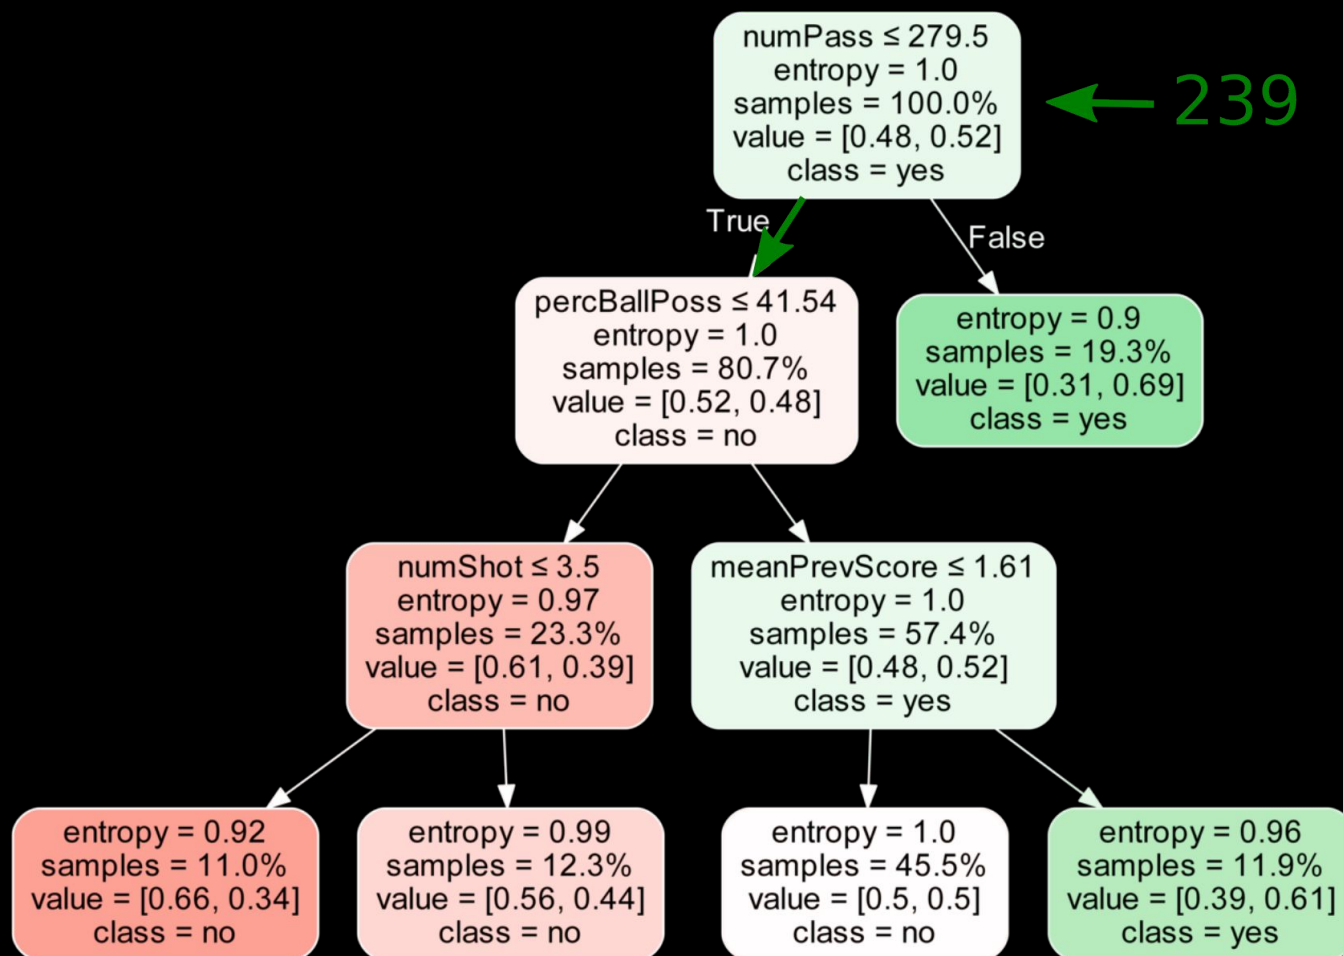 numPass ≤ 279.5
entropy = 1.0
samples = 100.0%
value = [0.48, 0.52]
class = yes
239
True
False
percBallPoss ≤ 41.54
entropy = 1.0
samples = 80.7%
value = [0.52, 0.48]
class = no
entropy = 0.9
samples = 19.3%
value = [0.31, 0.69]
class = yes
numShot ≤ 3.5
entropy = 0.97
samples = 23.3%
value = [0.61, 0.39]
class = no
meanPrevScore ≤ 1.61
entropy = 1.0
samples = 57.4%
value = [0.48, 0.52]
class = yes
entropy = 0.92
samples = 11.0%
value = [0.66, 0.34]
class = no
entropy = 0.99
samples = 12.3%
value = [0.56, 0.44]
class = no
entropy = 1.0
samples = 45.5%
value = [0.5, 0.5]
class = no
entropy = 0.96
samples = 11.9%
value = [0.39, 0.61]
class = yes